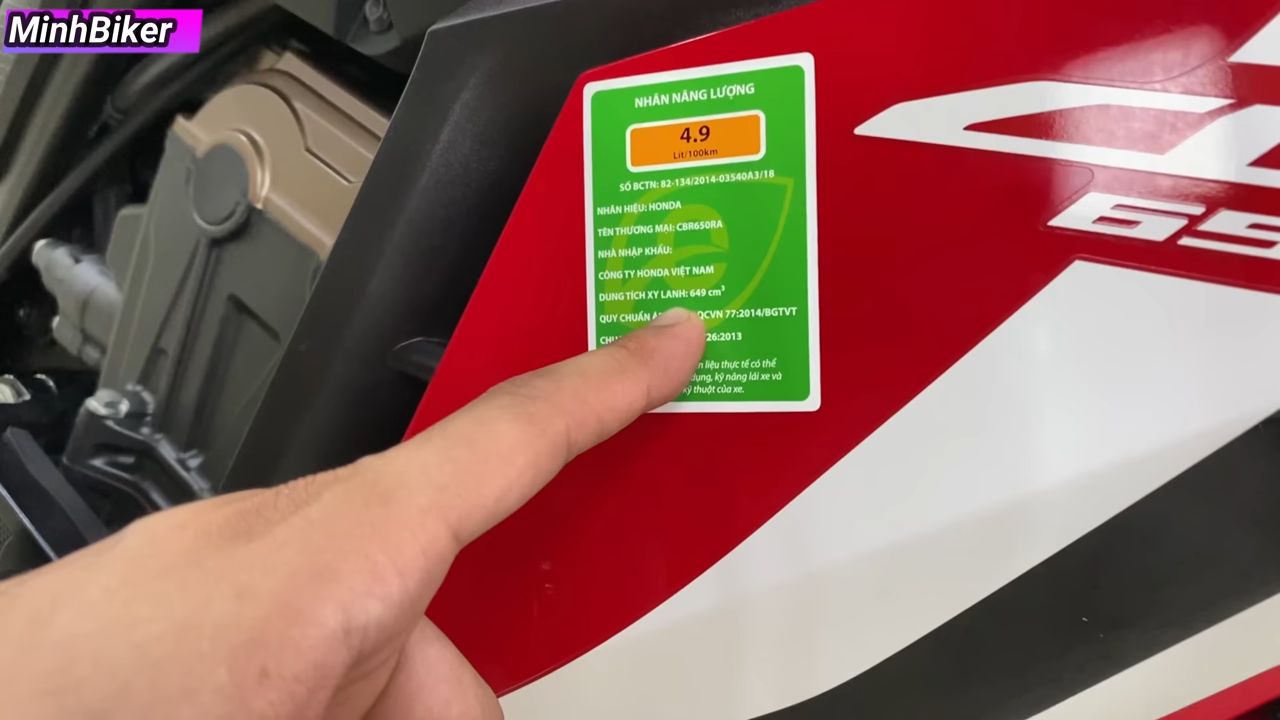 MinhBiker
NHÃN NĂNG LƯỢNG
4.9
Lít/100km
SỐ BCTN: 82-134/2014-03540A3/18
NHÃN HIỆU: HONDA
TÊN THƯƠNG MẠI: CBR650RA
NHÀ NHẬP KHẨU:
CÔNG TY HONDA VIỆT NAM
DUNG TÍCH XY LANH: 649 cm³
QUY CHUẨN QCVN 77:2014/BGTVT
26:2013
liệu thực tế có thể
dụng, kỹ năng lái xe và
kỹ thuật của xe.